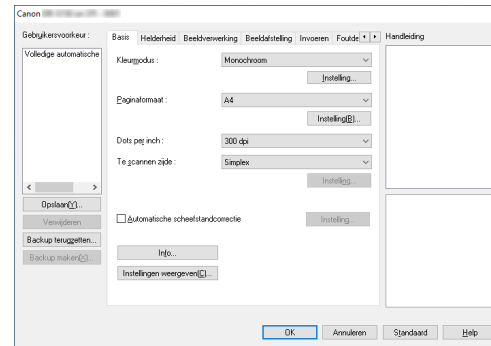 Canon
Gebruikersvoorkeur :
Volledige automatische
Opslaan(Y)...
Verwijderen
Backup terugzetten...
Backup maken(X)...
Basis Helderheid Beeldverwerking Beeldafstelling Invoeren Foutde
Kleurmodus : Monochroom
Instelling...
Paginaformaat : A4
Instelling(B)...
Dots per inch : 300 dpi
Te scannen zijde : Simplex
Instelling...
Automatische scheefstandcorrectie Instelling...
Info...
Instellingen weergeven(C)...
Handleiding
OK Annuleren Standaard Help